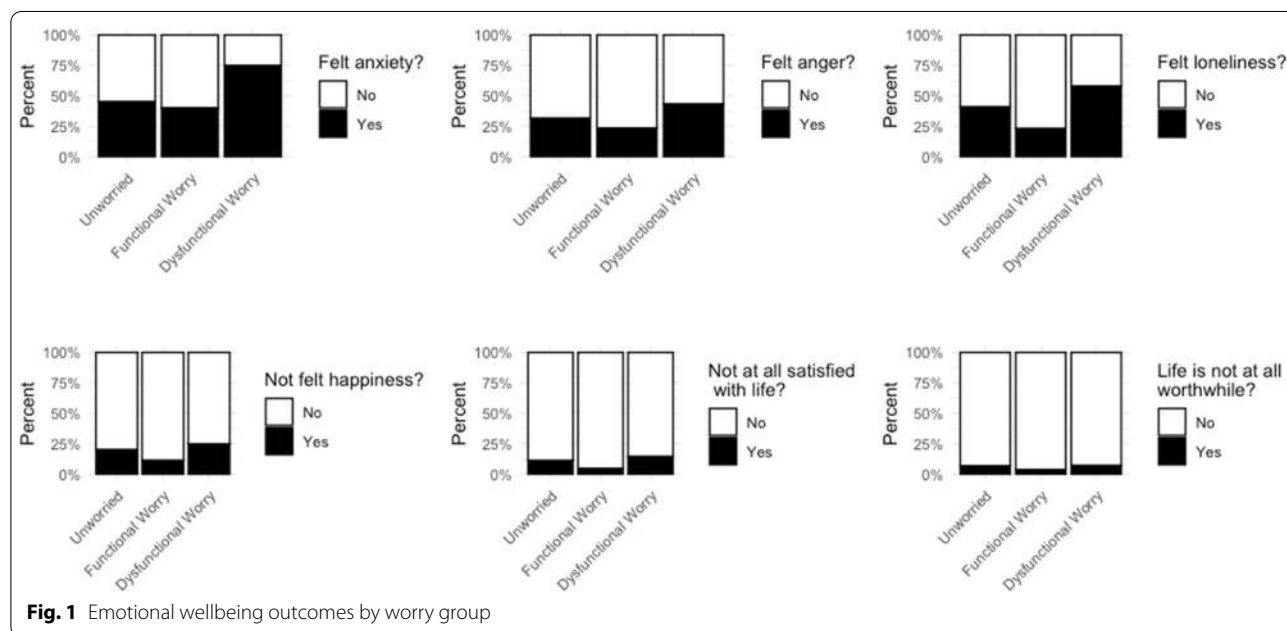 100%
75%
50%
25%
0%
Percent
Unworried
Functional Worry
Dysfunctional Worry
Felt anxiety?
No
Yes
100%
75%
50%
25%
0%
Percent
Unworried
Functional Worry
Dysfunctional Worry
Felt anger?
No
Yes
100%
75%
50%
25%
0%
Percent
Unworried
Functional Worry
Dysfunctional Worry
Felt loneliness?
No
Yes
100%
75%
50%
25%
0%
Percent
Unworried
Functional Worry
Dysfunctional Worry
Not felt happiness?
No
Yes
100%
75%
50%
25%
0%
Percent
Unworried
Functional Worry
Dysfunctional Worry
Not at all satisfied
with life?
No
Yes
100%
75%
50%
25%
0%
Percent
Unworried
Functional Worry
Dysfunctional Worry
Life is not at all
worthwhile?
No
Yes
Fig. 1 Emotional wellbeing outcomes by worry group